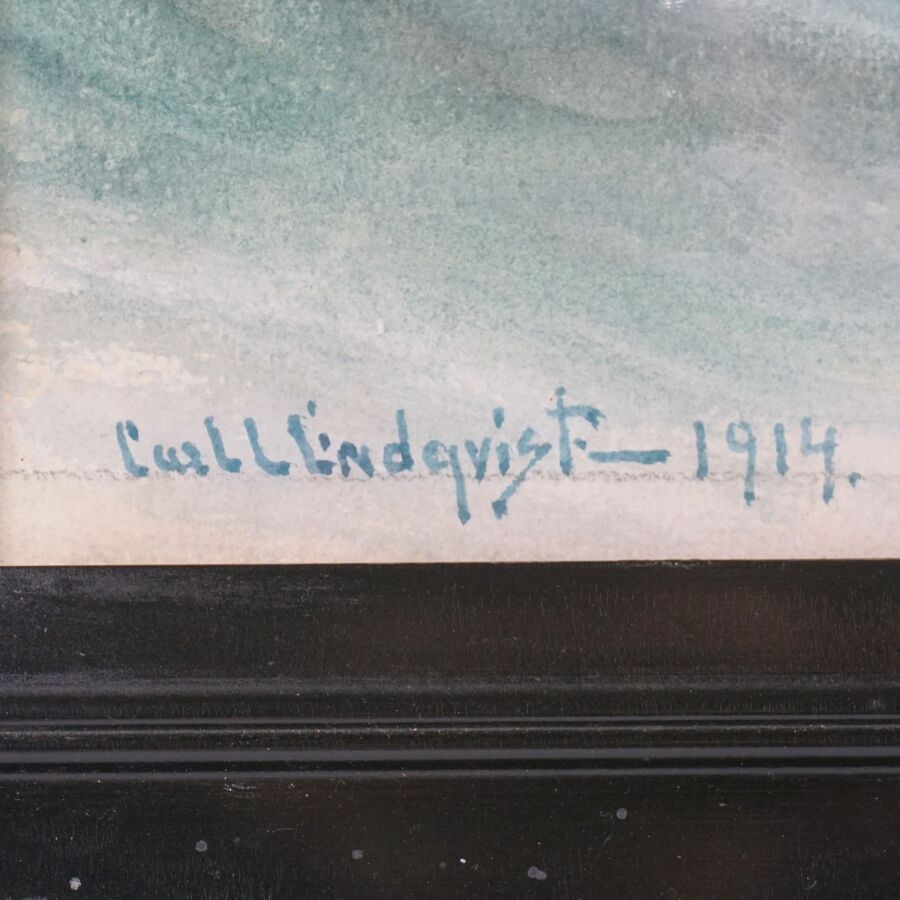 Carl Lindqvist — 1914.